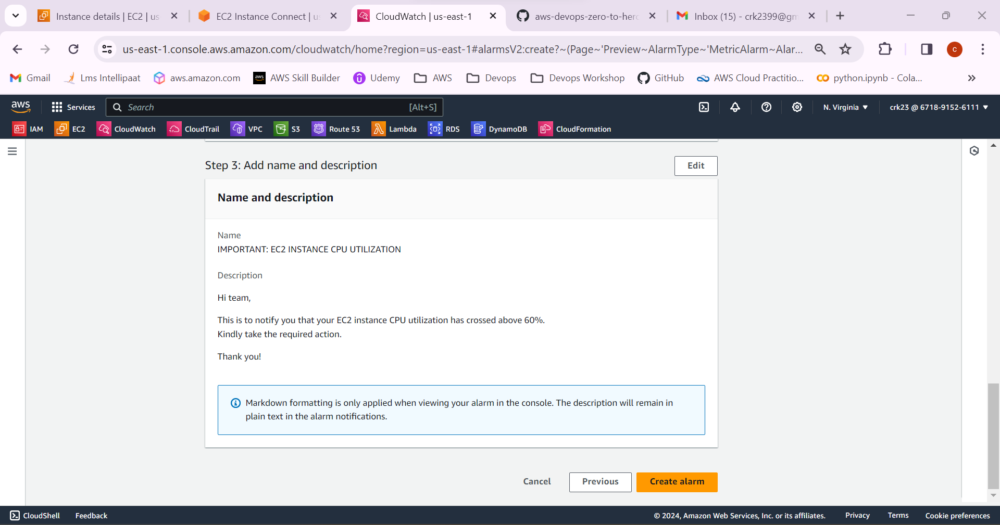 Instance details | EC2 | us
EC2 Instance Connect | u
CloudWatch | us-east-1
aws-devops-zero-to-herc
Inbox (15) - crk2399@gm
us-east-1.console.aws.amazon.com/cloudwatch/home?region=us-east-1#alarmsV2:create?~(Page~'Preview~AlarmType~'MetricAlarm~Alar...
C
Gmail
Lms Intellipaat
aws.amazon.com
aws
AWS Skill Builder
Udemy
AWS
Devops
Devops Workshop
GitHub
AWS Cloud Practitio...
python.ipynb - Cola...
aws
Services
Search
[Alt+S]
N. Virginia
crk23 @ 6718-9152-6111
IAM
EC2
CloudWatch
CloudTrail
VPC
S3
Route 53
Lambda
RDS
DynamoDB
CloudFormation
Step 3: Add name and description
Edit
Name and description
Name
IMPORTANT: EC2 INSTANCE CPU UTILIZATION
Description
Hi team,
This is to notify you that your EC2 instance CPU utilization has crossed above 60%.
Kindly take the required action.
Thank you!
Markdown formatting is only applied when viewing your alarm in the console. The description will remain in
plain text in the alarm notifications.
Cancel
Previous
Create alarm
CloudShell
Feedback
© 2024, Amazon Web Services, Inc. or its affiliates.
Privacy
Terms
Cookie preferences